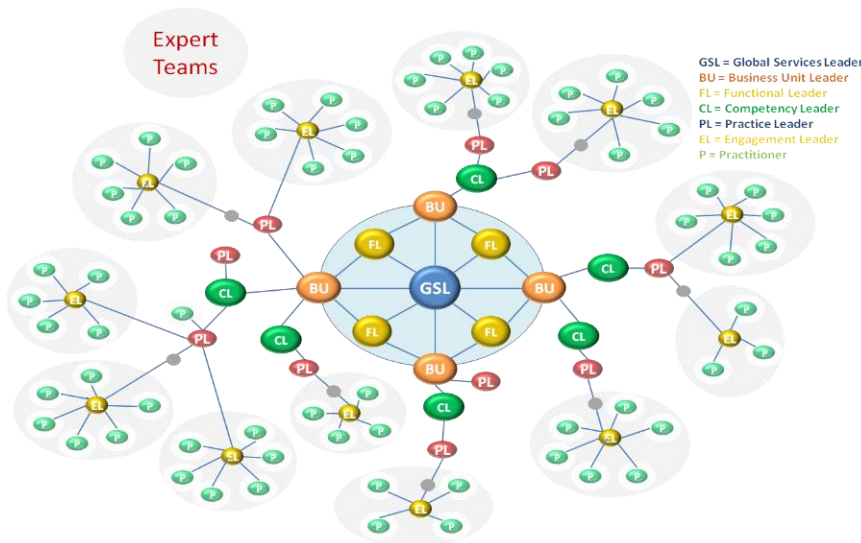 Expert
Teams
GSL = Global Services Leader
BU = Business Unit Leader
FL = Functional Leader
CL = Competency Leader
PL = Practice Leader
EL = Engagement Leader
P = Practitioner
P
P
P
P
P
P
P
EL
PL
P
P
P
P
P
P
P
EL
PL
CL
BU
P
P
P
P
P
P
P
EL
P
P
P
P
P
P
P
EL
PL
PL
CL
BU
FL
FL
GSL
FL
FL
BU
CL
PL
P
P
P
P
P
P
P
EL
P
P
P
EL
CL
PL
P
P
P
P
P
P
P
EL
P
P
P
P
P
EL
P
PL
P
P
P
P
P
P
EL
P
P
P
P
P
P
EL
CL
PL
P
P
P
EL
BU
PL
CL
PL
P
P
P
P
EL